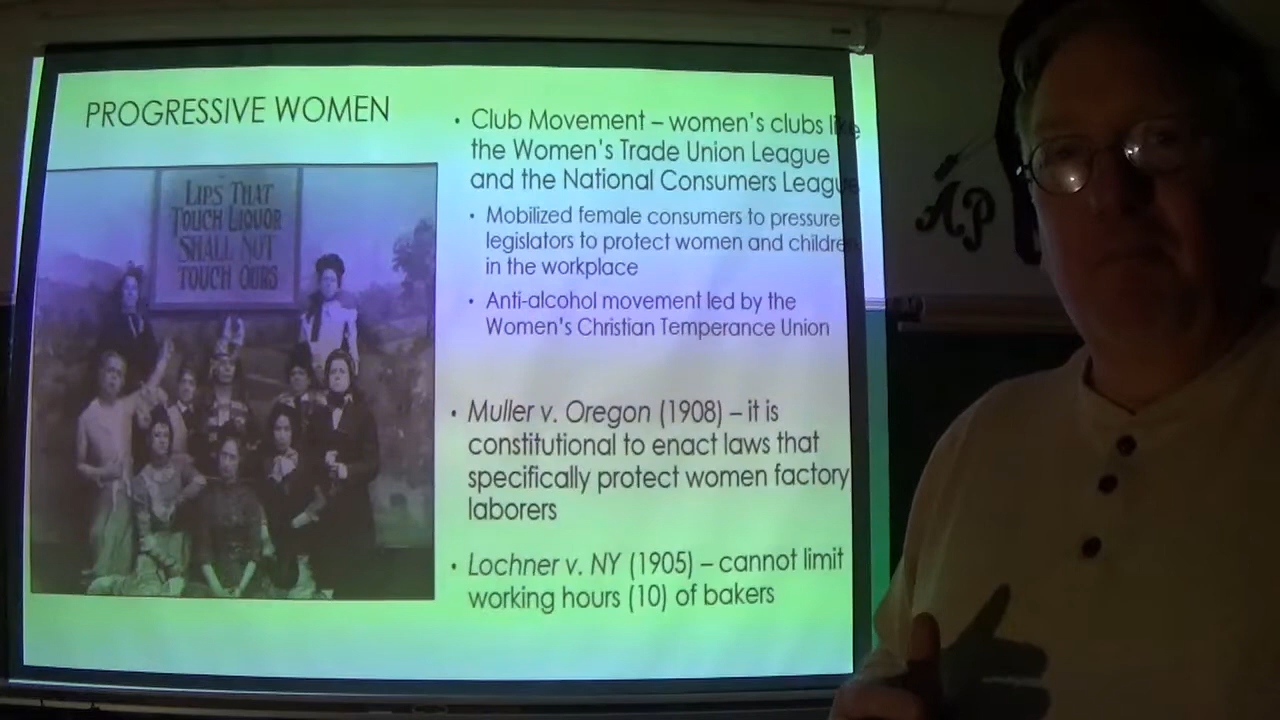 PROGRESSIVE WOMEN
LIPS THAT
TOUCH LIQUOR
SHALL NOT
TOUCH OURS
• Club Movement – women's clubs like
the Women's Trade Union League
and the National Consumers League
• Mobilized female consumers to pressure
legislators to protect women and children
in the workplace
• Anti-alcohol movement led by the
Women's Christian Temperance Union
• Muller v. Oregon (1908) – it is
constitutional to enact laws that
specifically protect women factory
laborers
• Lochner v. NY (1905) – cannot limit
working hours (10) of bakers
AP